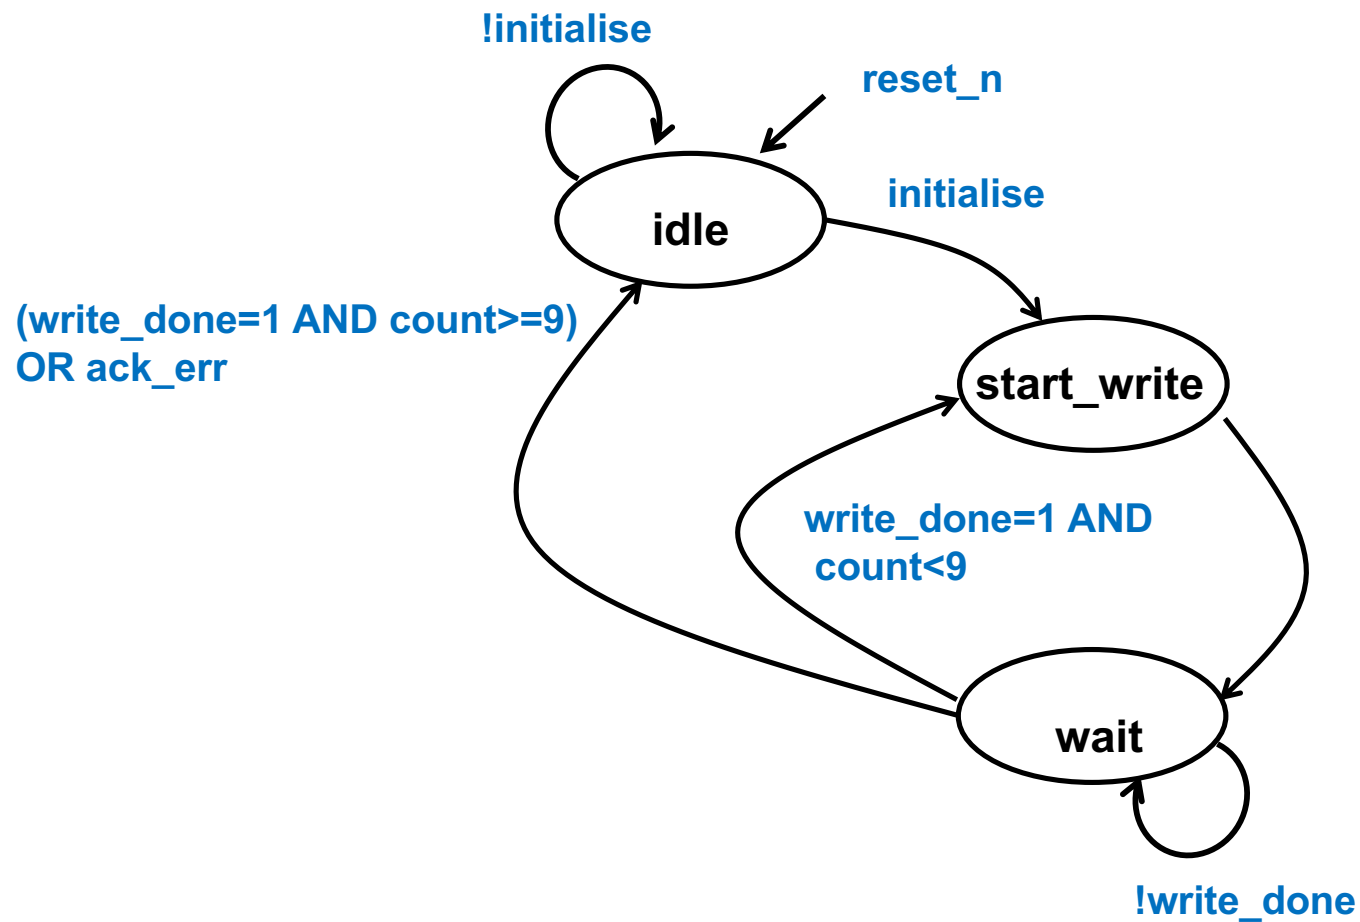 !initialise
reset_n
initialise
idle
(write_done=1 AND count>=9)
OR ack_err
start_write
write_done=1 AND
count<9
wait
!write_done